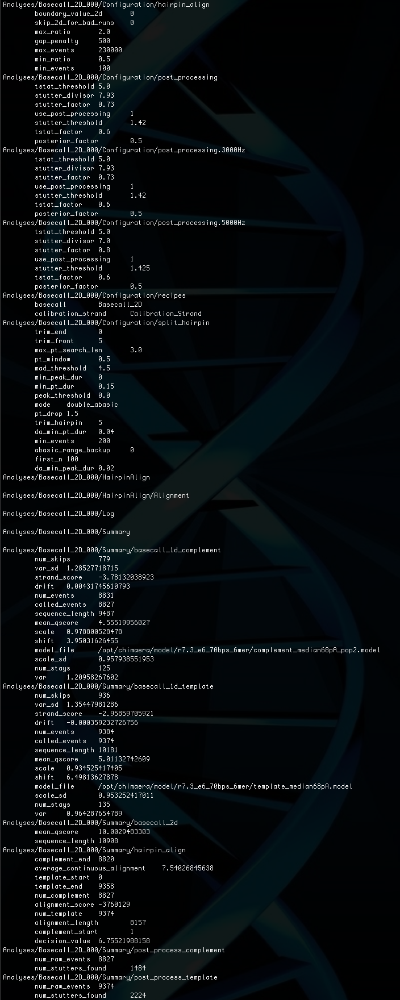 Analyses/Basecall_2D_000/Configuration/hairpin_align
boundary_value_2d 0
skip_2d_for_bad_runs 0
max_ratio 2.0
gap_penalty 500
max_events 230000
min_ratio 0.5
min_events 100
Analyses/Basecall_2D_000/Configuration/post_processing
tstat_threshold 5.0
stutter_divisor 7.93
stutter_factor 0.73
use_post_processing 1
stutter_threshold 1.42
tstat_factor 0.6
posterior_factor 0.5
Analyses/Basecall_2D_000/Configuration/post_processing.3000Hz
tstat_threshold 5.0
stutter_divisor 7.93
stutter_factor 0.73
use_post_processing 1
stutter_threshold 1.42
tstat_factor 0.6
posterior_factor 0.5
Analyses/Basecall_2D_000/Configuration/post_processing.5000Hz
tstat_threshold 5.0
stutter_divisor 7.0
stutter_factor 0.8
use_post_processing 1
stutter_threshold 1.425
tstat_factor 0.6
posterior_factor 0.5
Analyses/Basecall_2D_000/Configuration/recipes
basecall Basecall_2D
calibration_strand Calibration_Strand
Analyses/Basecall_2D_000/Configuration/split_hairpin
trim_end 0
trim_front 5
max_pt_search_len 3.0
pt_window 0.5
mad_threshold 4.5
min_peak_dur 0
min_pt_dur 0.15
peak_threshold 0.0
mode double_abasic
pt_drop 1.5
trim_hairpin 5
da_min_pt_dur 0.04
min_events 200
abasic_range_backup 0
first_n 100
da_min_peak_dur 0.02
Analyses/Basecall_2D_000/HairpinAlign
Analyses/Basecall_2D_000/HairpinAlign/Alignment
Analyses/Basecall_2D_000/Log
Analyses/Basecall_2D_000/Summary
Analyses/Basecall_2D_000/Summary/basecall_1d_complement
num_skips 779
var_sd 1.28527718715
strand_score -3.78132038923
drift 0.00431745610793
num_events 8831
called_events 8827
sequence_length 9487
mean_qscore 4.55519956027
scale 0.978800528478
shift 3.95031626455
model_file /opt/chimaera/model/r7.3_e6_70bps_6mer/complement_median68pA_pop2.model
scale_sd 0.957938551953
num_stays 125
var 1.20958267602
Analyses/Basecall_2D_000/Summary/basecall_1d_template
num_skips 936
var_sd 1.35447981286
strand_score -2.95859705921
drift -0.000359232726756
num_events 9384
called_events 9374
sequence_length 10181
mean_qscore 5.01132742609
scale 0.934525417405
shift 6.49813627878
model_file /opt/chimaera/model/r7.3_e6_70bps_6mer/template_median68pA.model
scale_sd 0.953252417011
num_stays 135
var 0.964287654789
Analyses/Basecall_2D_000/Summary/basecall_2d
mean_qscore 10.0029483303
sequence_length 10908
Analyses/Basecall_2D_000/Summary/hairpin_align
complement_end 8820
average_continuous_alignment 7.54026845638
template_start 0
template_end 9358
num_complement 8827
alignment_score -3760129
num_template 9374
alignment_length 8157
complement_start 1
decision_value 6.75521988158
Analyses/Basecall_2D_000/Summary/post_process_complement
num_raw_events 8827
num_stutters_found 1484
Analyses/Basecall_2D_000/Summary/post_process_template
num_raw_events 9374
num_stutters_found 2224